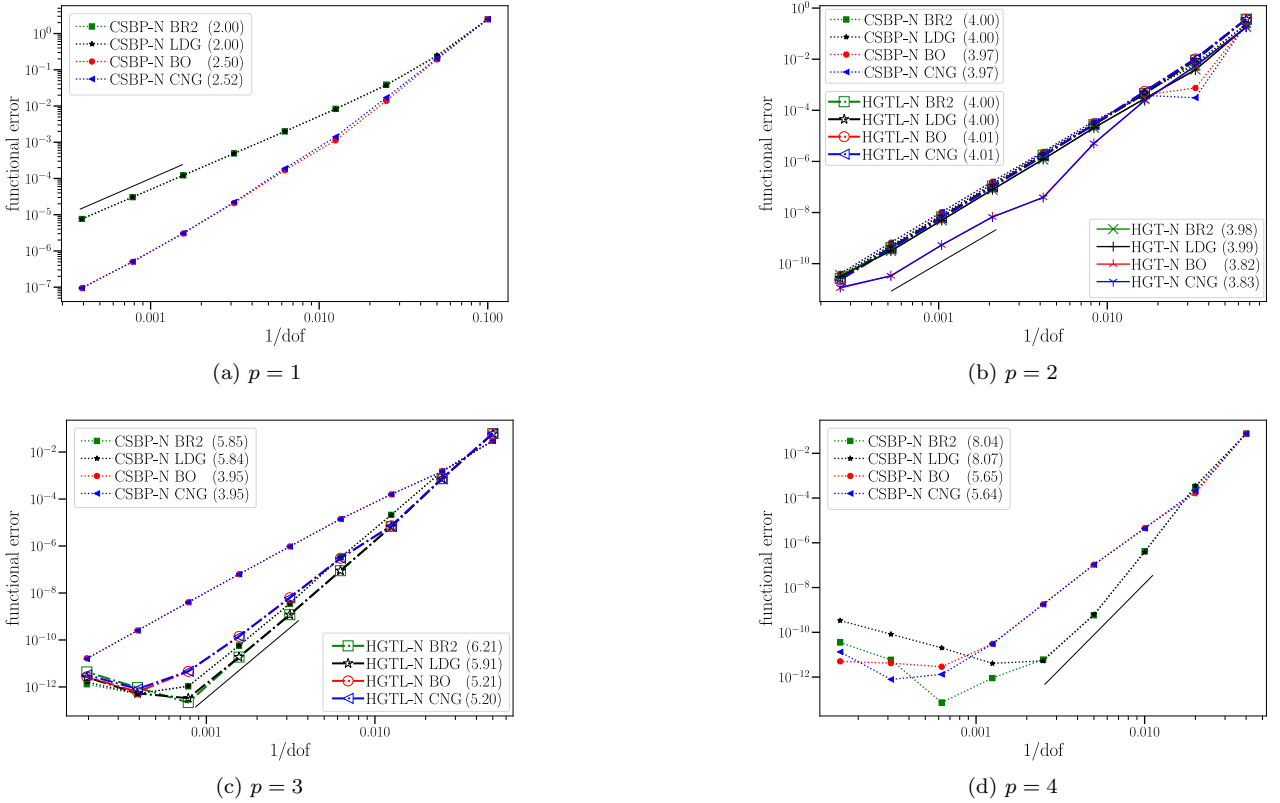 CSBP-N BR2 (2.00)
CSBP-N LDG (2.00)
CSBP-N BO (2.50)
CSBP-N CNG (2.52)
functional error
10^0
10^{-1}
10^{-2}
10^{-3}
10^{-4}
10^{-5}
10^{-6}
10^{-7}
0.001
0.010
0.100
1/dof
(a) p = 1
CSBP-N BR2 (4.00)
CSBP-N LDG (4.00)
CSBP-N BO (3.97)
CSBP-N CNG (3.97)
HGTL-N BR2 (4.00)
HGTL-N LDG (4.00)
HGTL-N BO (4.01)
HGTL-N CNG (4.01)
HGT-N BR2 (3.98)
HGT-N LDG (3.99)
HGT-N BO (3.82)
HGT-N CNG (3.83)
functional error
10^0
10^{-2}
10^{-4}
10^{-6}
10^{-8}
10^{-10}
0.001
0.010
1/dof
(b) p = 2
CSBP-N BR2 (5.85)
CSBP-N LDG (5.84)
CSBP-N BO (3.95)
CSBP-N CNG (3.95)
HGTL-N BR2 (6.21)
HGTL-N LDG (5.91)
HGTL-N BO (5.21)
HGTL-N CNG (5.20)
functional error
10^{-2}
10^{-4}
10^{-6}
10^{-8}
10^{-10}
10^{-12}
0.001
0.010
1/dof
(c) p = 3
CSBP-N BR2 (8.04)
CSBP-N LDG (8.07)
CSBP-N BO (5.65)
CSBP-N CNG (5.64)
functional error
10^{-2}
10^{-4}
10^{-6}
10^{-8}
10^{-10}
10^{-12}
0.001
0.010
1/dof
(d) p = 4